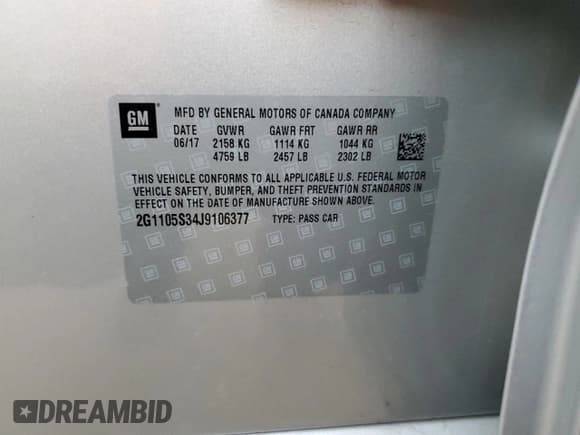 GM MFD BY GENERAL MOTORS OF CANADA COMPANY
DATE GVWR GAWR FRT GAWR RR
06/17 2158 KG 1114 KG 1044 KG
4759 LB 2457 LB 2302 LB
THIS VEHICLE CONFORMS TO ALL APPLICABLE U.S. FEDERAL MOTOR
VEHICLE SAFETY, BUMPER, AND THEFT PREVENTION STANDARDS IN
EFFECT ON THE DATE OF MANUFACTURE SHOWN ABOVE.
2G1105S34J9106377 TYPE: PASS CAR
DREAMBID